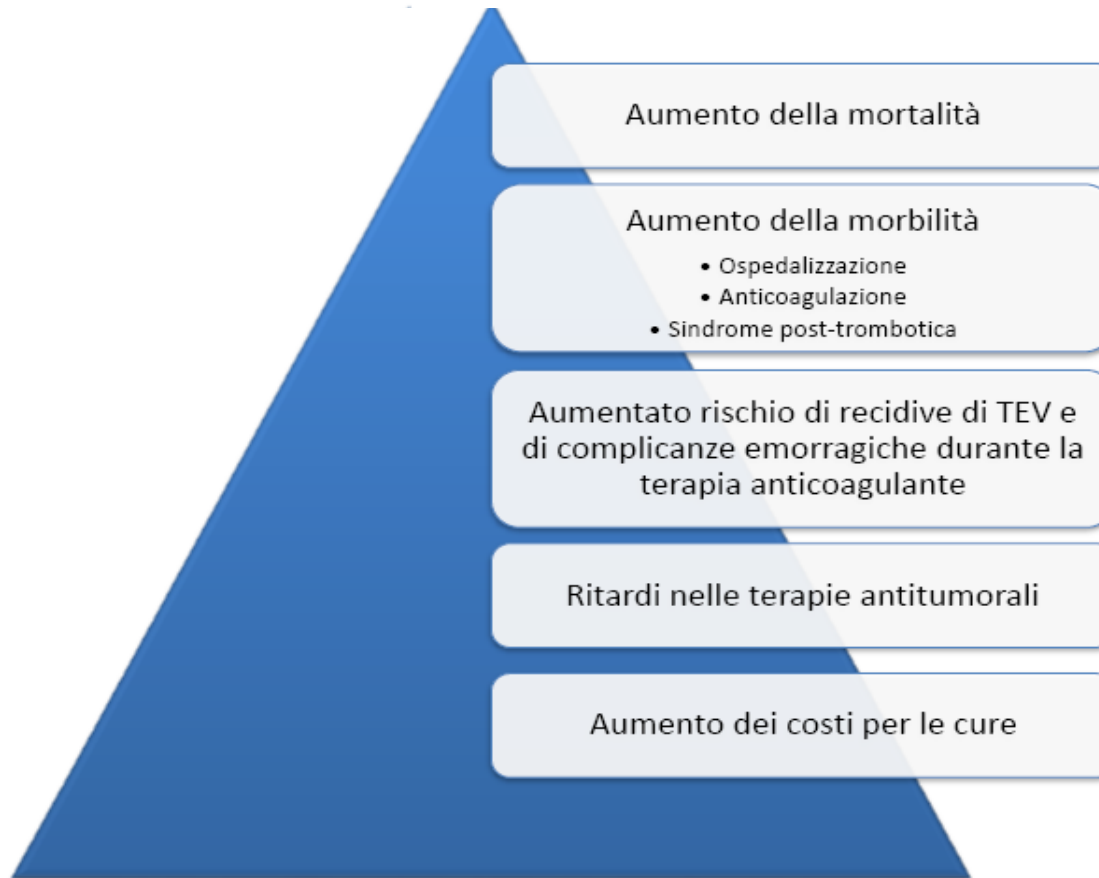 Aumento della mortalità
Aumento della morbilità
• Ospedalizzazione
• Anticoagulazione
• Sindrome post-trombotica
Aumentato rischio di recidive di TEV e
di complicanze emorragiche durante la
terapia anticoagulante
Ritardi nelle terapie antitumorali
Aumento dei costi per le cure